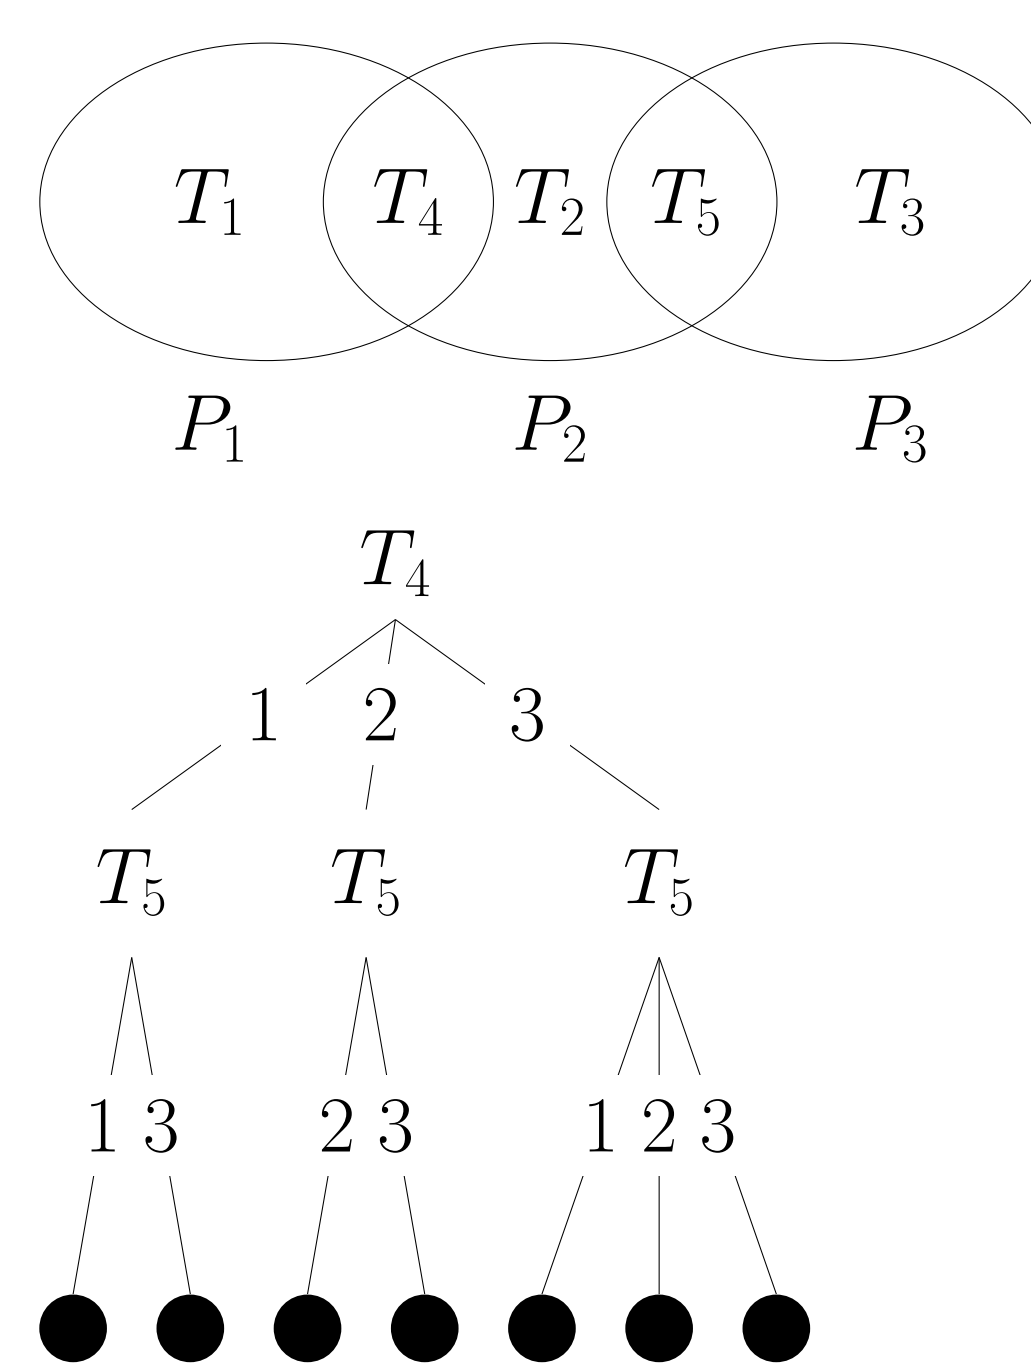 T₁ T₄ T₂ T₅ T₃
P₁ P₂ P₃
T₄
1 2 3
T₅ T₅ T₅
1 3 2 3 1 2 3